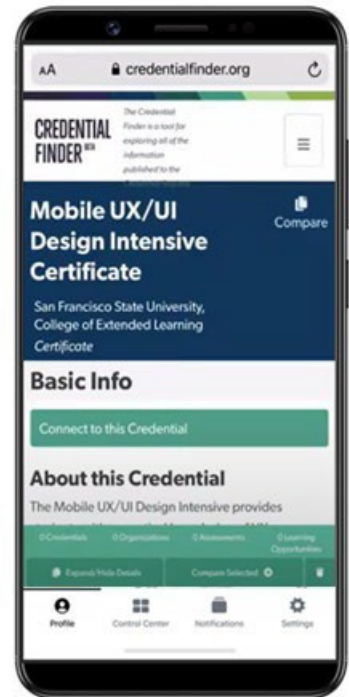 AA credentialfinder.org
CREDENTIAL The Credential
FINDER Finder is a tool for
exploring all of the
information
published to the
Mobile UX/UI
Design Intensive
Certificate
Compare
San Francisco State University,
College of Extended Learning
Certificate
Basic Info
Connect to this Credential
About this Credential
The Mobile UX/UI Design Intensive provides
0 Credentials 0 Organizations 0 Assessments 0 Learning
Opportunities
Expand/Hide Details Compare Selected
Profile Control Center Notifications Settings